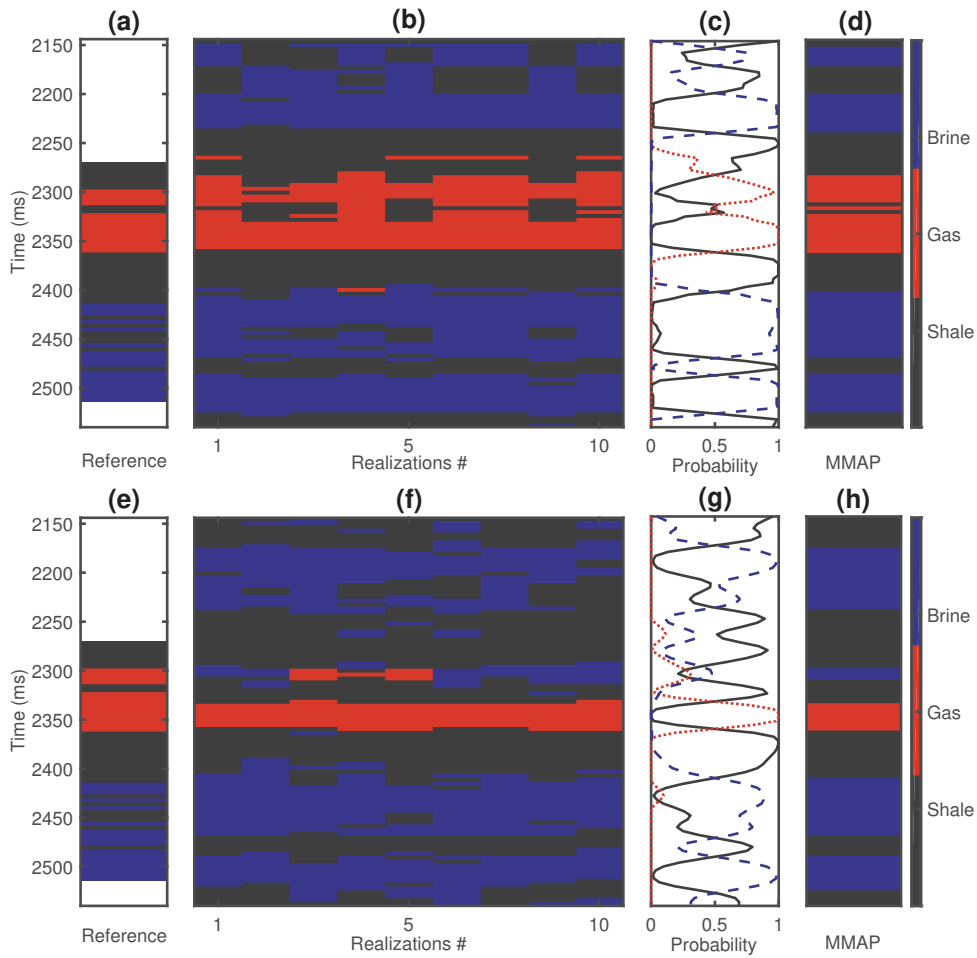 (a) (b) (c) (d)
2150
2200
2250
2300
2350
2400
2450
2500
Time (ms)
Brine
Gas
Shale
1 5 10 0 0.5 1
Reference Realizations # Probability MMAP
(e) (f) (g) (h)
2150
2200
2250
2300
2350
2400
2450
2500
Time (ms)
Brine
Gas
Shale
1 5 10 0 0.5 1
Reference Realizations # Probability MMAP